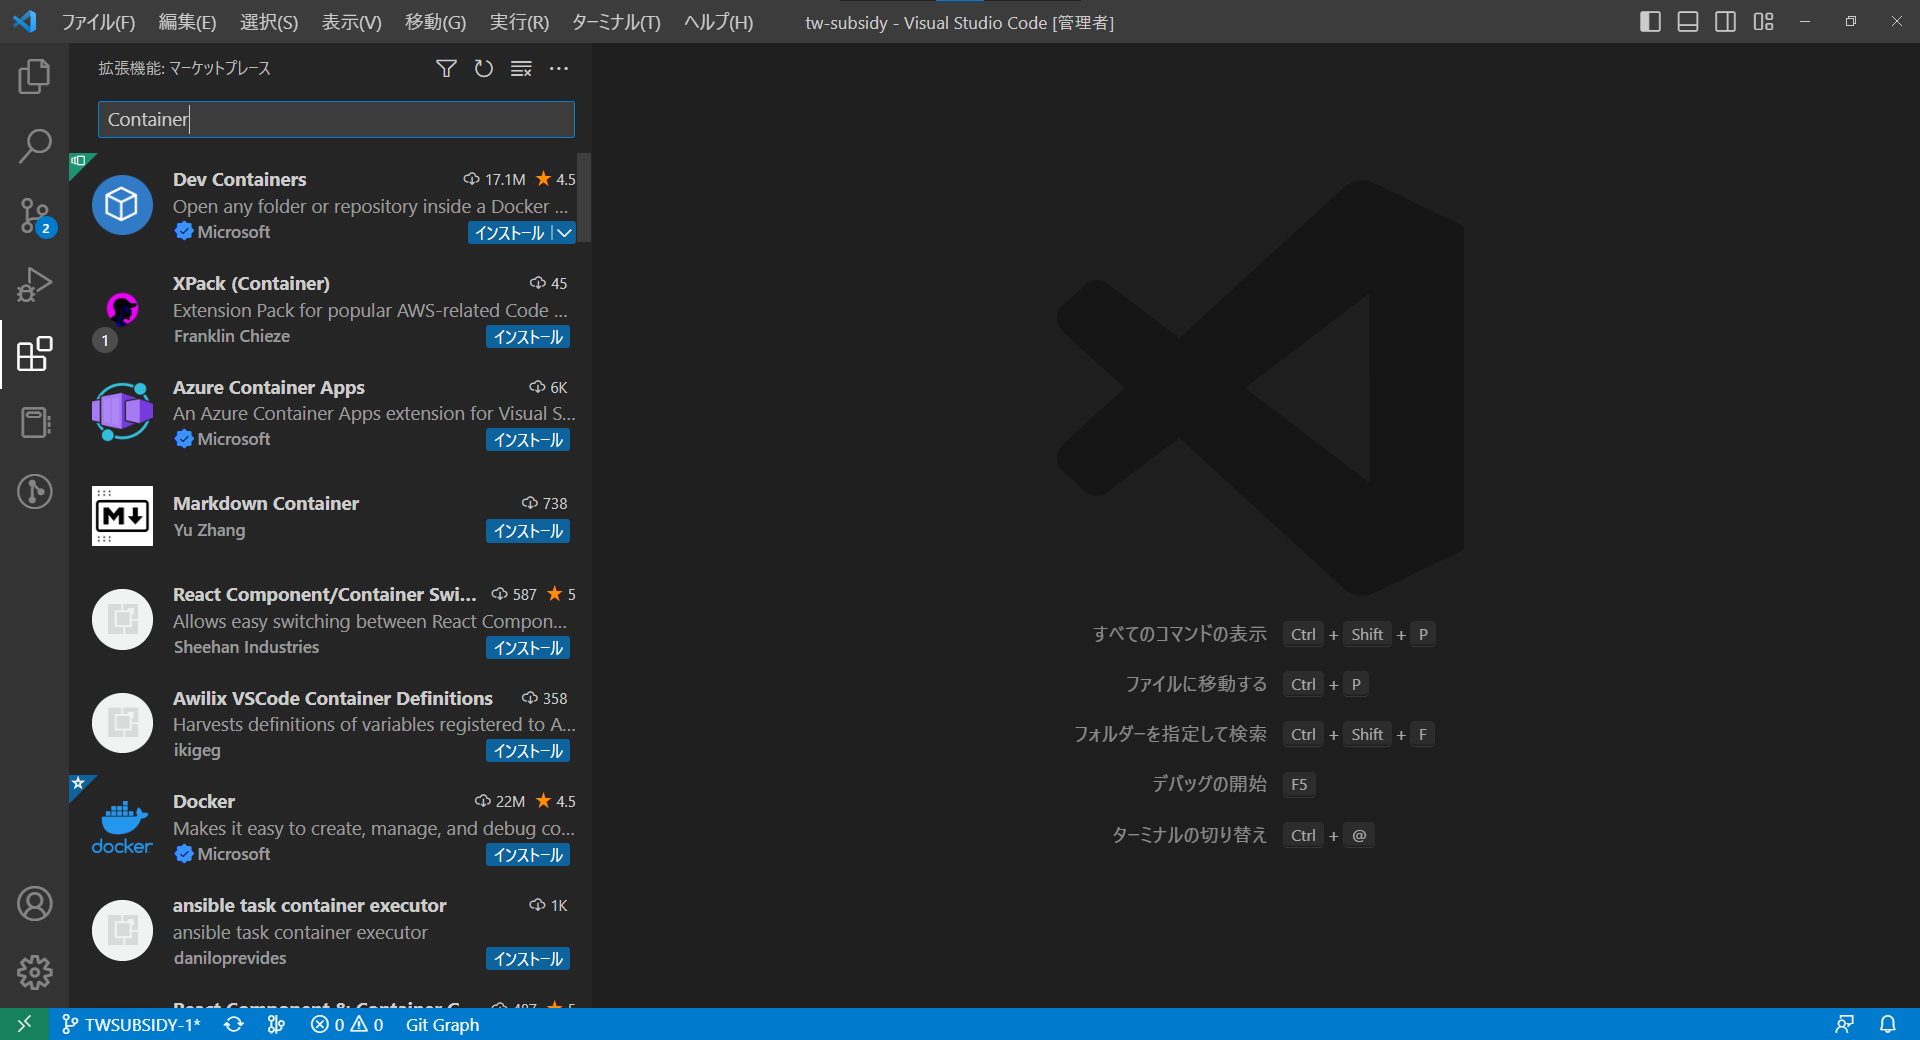 ファイル(F) 編集(E) 選択(S) 表示(V) 移動(G) 実行(R) ターミナル(T) ヘルプ(H) tw-subsidy - Visual Studio Code [管理者]
拡張機能: マーケットプレース
Container
Dev Containers 17.1M 4.5
Open any folder or repository inside a Docker ...
Microsoft インストール
XPack (Container) 45
Extension Pack for popular AWS-related Code ...
1 Franklin Chieze インストール
Azure Container Apps 6K
An Azure Container Apps extension for Visual S...
Microsoft インストール
Markdown Container 738
Yu Zhang インストール
React Component/Container Swi... 587 5
Allows easy switching between React Compon...
Sheehan Industries インストール
Awilix VSCode Container Definitions 358
Harvests definitions of variables registered to A...
ikigeg インストール
Docker 22M 4.5
Makes it easy to create, manage, and debug co...
docker
Microsoft インストール
ansible task container executor 1K
ansible task container executor
daniloprevides インストール
React Component & Container G... 487 5
2
M
すべてのコマンドの表示 Ctrl + Shift + P
ファイルに移動する Ctrl + P
フォルダーを指定して検索 Ctrl + Shift + F
デバッグの開始 F5
ターミナルの切り替え Ctrl + @
TWSUBSIDY-1* 0 0 Git Graph